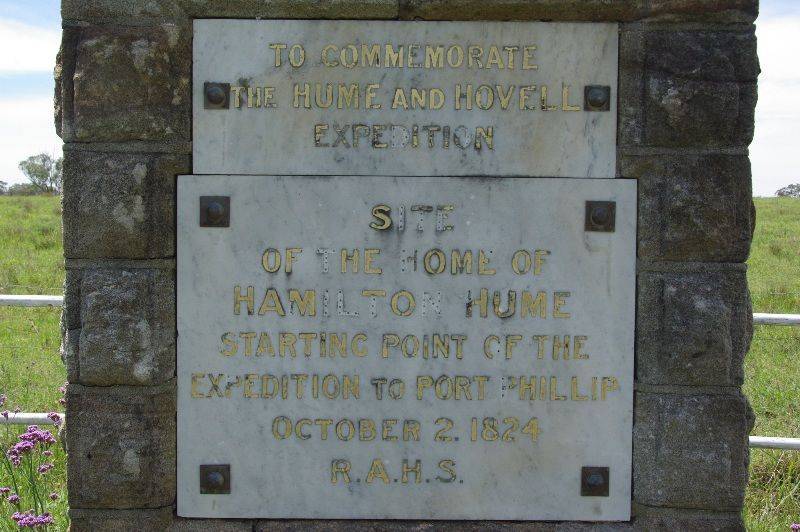 TO COMMEMORATE
THE HUME AND HOVELL
EXPEDITION
SITE
OF THE HOME OF
HAMILTON HUME
STARTING POINT OF THE
EXPEDITION TO PORT PHILLIP
OCTOBER 2. 1824
R.A.H.S.